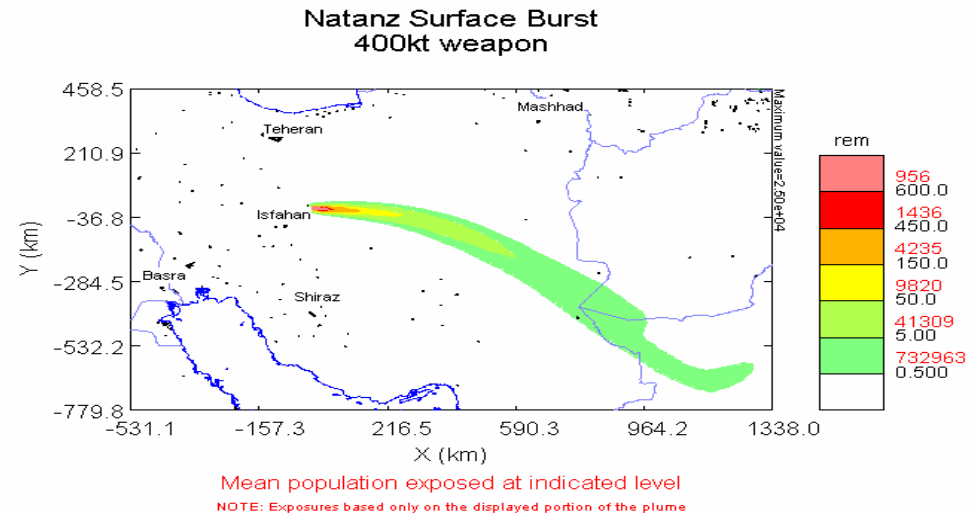 Natanz Surface Burst
400kt weapon
458.5
210.9
-36.8
-284.5
-532.2
-779.8
Y (km)
-531.1
-157.3
216.5
590.3
964.2
1338.0
X (km)
Teheran
Mashhad
Isfahan
Basra
Shiraz
Maximum value=2.50e+04
rem
956
600.0
1436
450.0
4235
150.0
9820
50.0
41309
5.00
732963
0.500
Mean population exposed at indicated level
NOTE: Exposures based only on the displayed portion of the plume